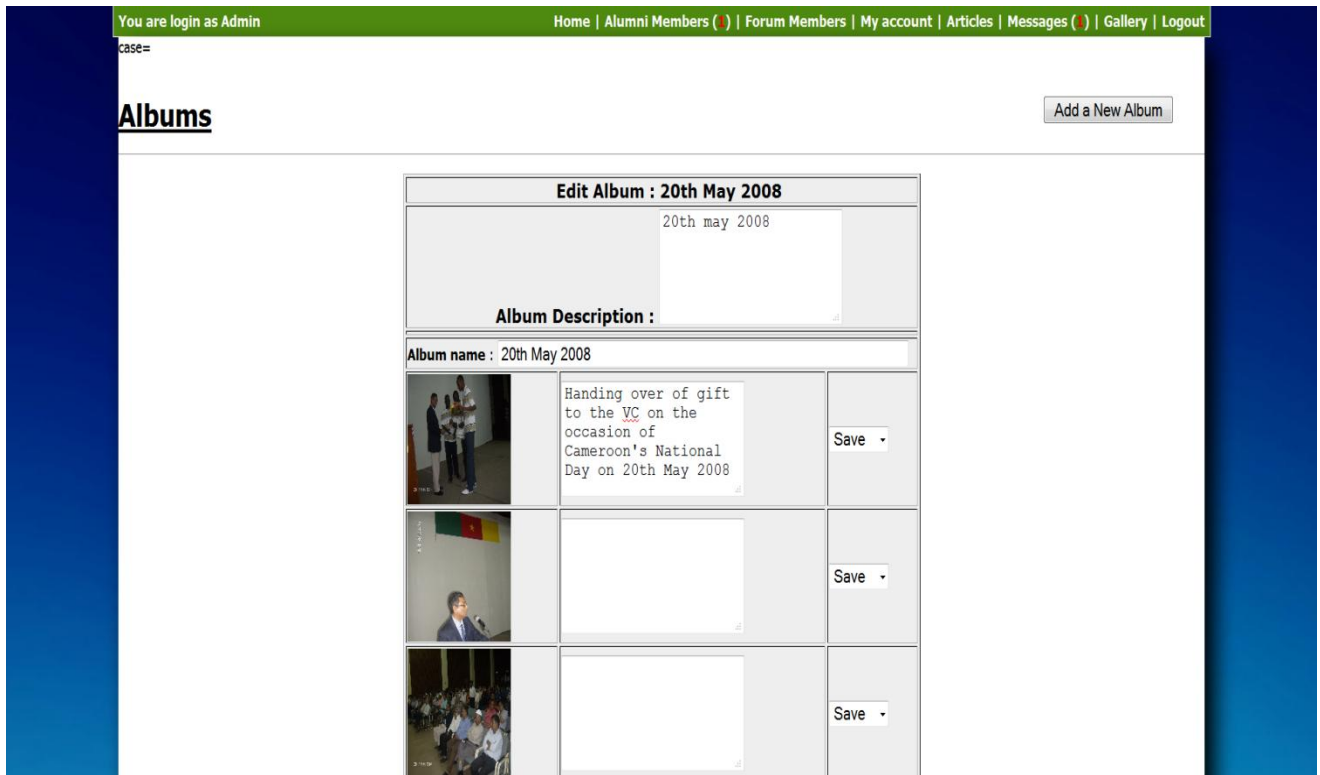 You are login as Admin
Home | Alumni Members (1) | Forum Members | My account | Articles | Messages (1) | Gallery | Logout
case=
Albums
Add a New Album
Edit Album : 20th May 2008
20th may 2008
Album Description :
Album name : 20th May 2008
Handing over of gift
to the VC on the
occasion of
Cameroon's National
Day on 20th May 2008
Save
Save
Save